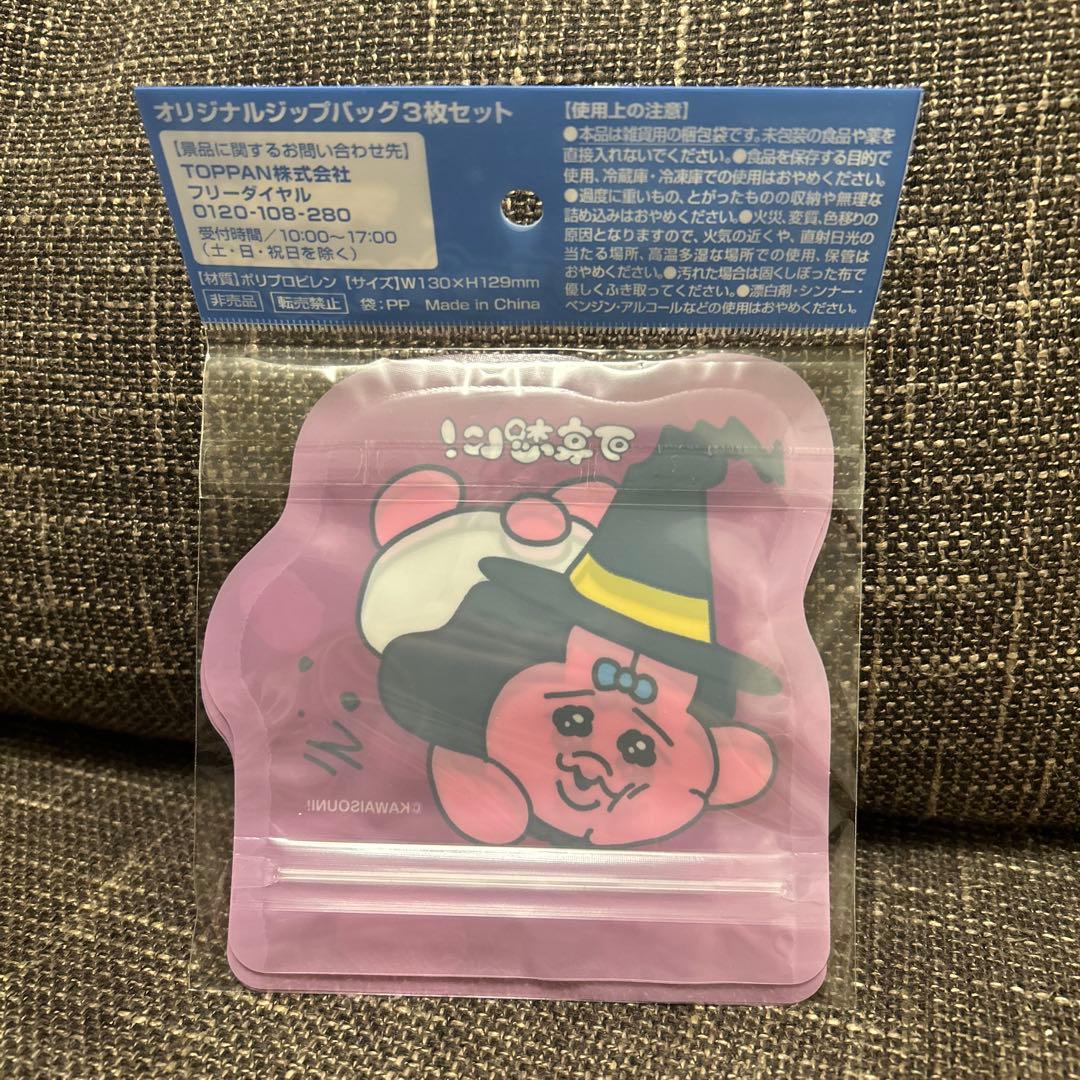 オリジナルジップバッグ3枚セット
【景品に関するお問い合わせ先】
TOPPAN株式会社
フリーダイヤル
0120-108-280
受付時間/10:00〜17:00
(土・日・祝日を除く)
【材質】ポリプロピレン 【サイズ】W130×H129mm
非売品 転売禁止 袋:PP Made in China
【使用上の注意】
●本品は雑貨用の梱包袋です。未包装の食品や薬を
直接入れないでください。●食品を保存する目的で
使用、冷蔵庫・冷凍庫での使用はおやめください。
●過度に重いもの、とがったものの収納や無理な
詰め込みはおやめください。●火災、変質、色移りの
原因となりますので、火気の近くや、直射日光の
当たる場所、高温多湿な場所での使用、保管は
おやめください。●汚れた場合は固くしぼった布で
優しくふき取ってください。●漂白剤・シンナー・
ベンジン・アルコールなどの使用はおやめください。
©KAWAISOUNI!